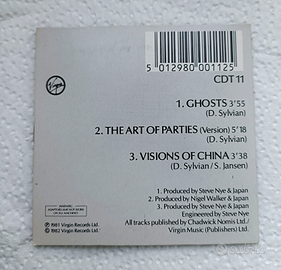 5 012980 001125
CDT 11
Virgin
1. GHOSTS 3'55
(D. Sylvian)
2. THE ART OF PARTIES (Version) 5'18
(D. Sylvian)
3. VISIONS OF CHINA 3'38
(D. Sylvian / S. Jansen)
1. Produced by Steve Nye & Japan
2. Produced by Nigel Walker & Japan
3. Produced by Steve Nye & Japan
Engineered by Steve Nye
All tracks published by Chadwick Nomis Ltd./
Virgin Music (Publishers) Ltd.
℗ 1981 Virgin Records Ltd.
© 1982 Virgin Records Ltd.